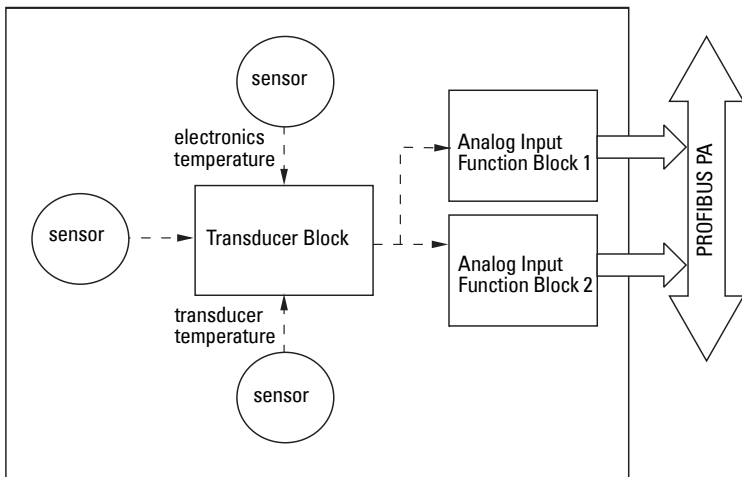 sensor
electronics
temperature
Analog Input
Function Block 1
sensor
Transducer Block
Analog Input
Function Block 2
transducer
temperature
sensor
PROFIBUS PA